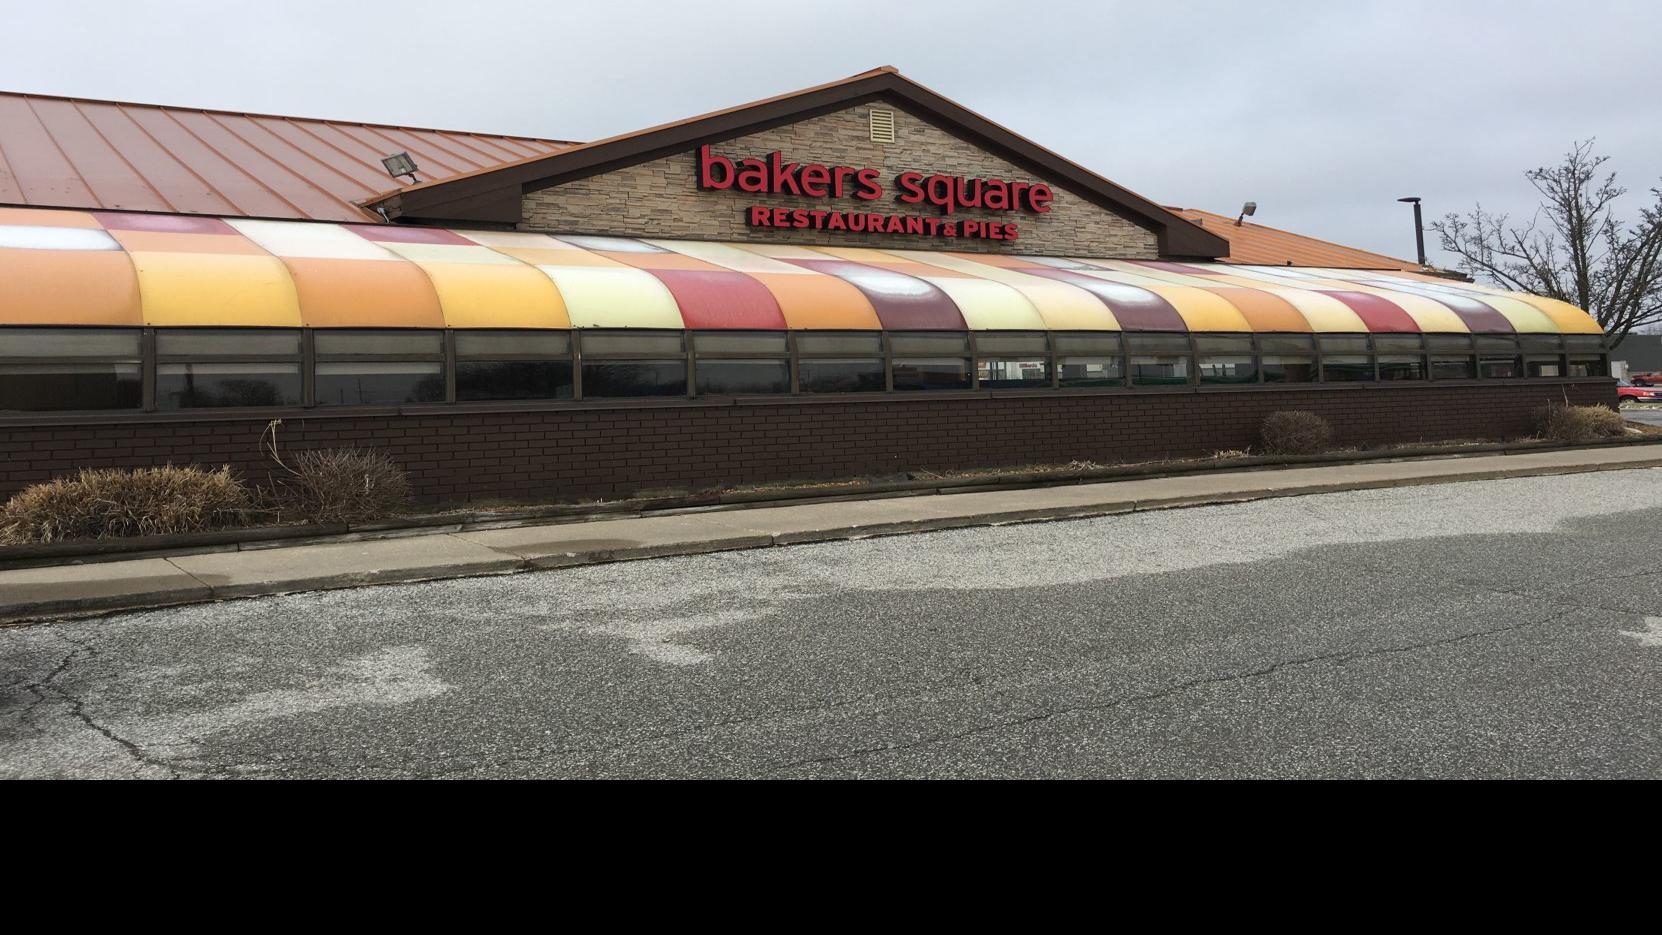 bakers square
RESTAURANT & PIES